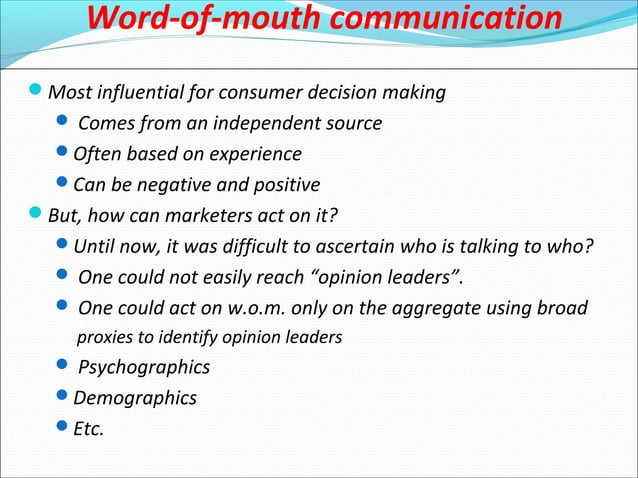 Word-of-mouth communication
Most influential for consumer decision making
Comes from an independent source
Often based on experience
Can be negative and positive
But, how can marketers act on it?
Until now, it was difficult to ascertain who is talking to who?
One could not easily reach “opinion leaders”.
One could act on w.o.m. only on the aggregate using broad
proxies to identify opinion leaders
Psychographics
Demographics
Etc.